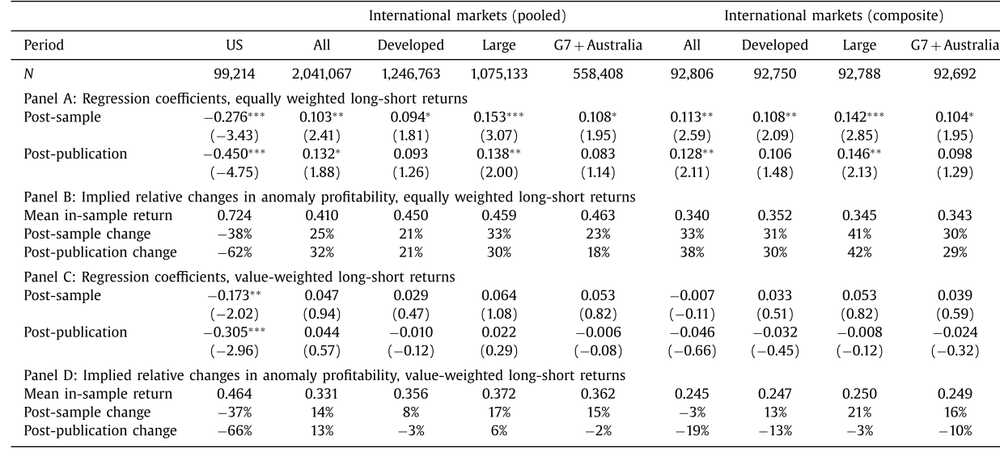 International markets (pooled) International markets (composite)
Period US All Developed Large G7 + Australia All Developed Large G7 + Australia
N 99,214 2,041,067 1,246,763 1,075,133 558,408 92,806 92,750 92,788 92,692
Panel A: Regression coefficients, equally weighted long-short returns
Post-sample −0.276*** 0.103** 0.094* 0.153*** 0.108* 0.113** 0.108** 0.142*** 0.104*
(−3.43) (2.41) (1.81) (3.07) (1.95) (2.59) (2.09) (2.85) (1.95)
Post-publication −0.450*** 0.132* 0.093 0.138** 0.083 0.128** 0.106 0.146** 0.098
(−4.75) (1.88) (1.26) (2.00) (1.14) (2.11) (1.48) (2.13) (1.29)
Panel B: Implied relative changes in anomaly profitability, equally weighted long-short returns
Mean in-sample return 0.724 0.410 0.450 0.459 0.463 0.340 0.352 0.345 0.343
Post-sample change −38% 25% 21% 33% 23% 33% 31% 41% 30%
Post-publication change −62% 32% 21% 30% 18% 38% 30% 42% 29%
Panel C: Regression coefficients, value-weighted long-short returns
Post-sample −0.173** 0.047 0.029 0.064 0.053 −0.007 0.033 0.053 0.039
(−2.02) (0.94) (0.47) (1.08) (0.82) (−0.11) (0.51) (0.82) (0.59)
Post-publication −0.305*** 0.044 −0.010 0.022 −0.006 −0.046 −0.032 −0.008 −0.024
(−2.96) (0.57) (−0.12) (0.29) (−0.08) (−0.66) (−0.45) (−0.12) (−0.32)
Panel D: Implied relative changes in anomaly profitability, value-weighted long-short returns
Mean in-sample return 0.464 0.331 0.356 0.372 0.362 0.245 0.247 0.250 0.249
Post-sample change −37% 14% 8% 17% 15% −3% 13% 21% 16%
Post-publication change −66% 13% −3% 6% −2% −19% −13% −3% −10%